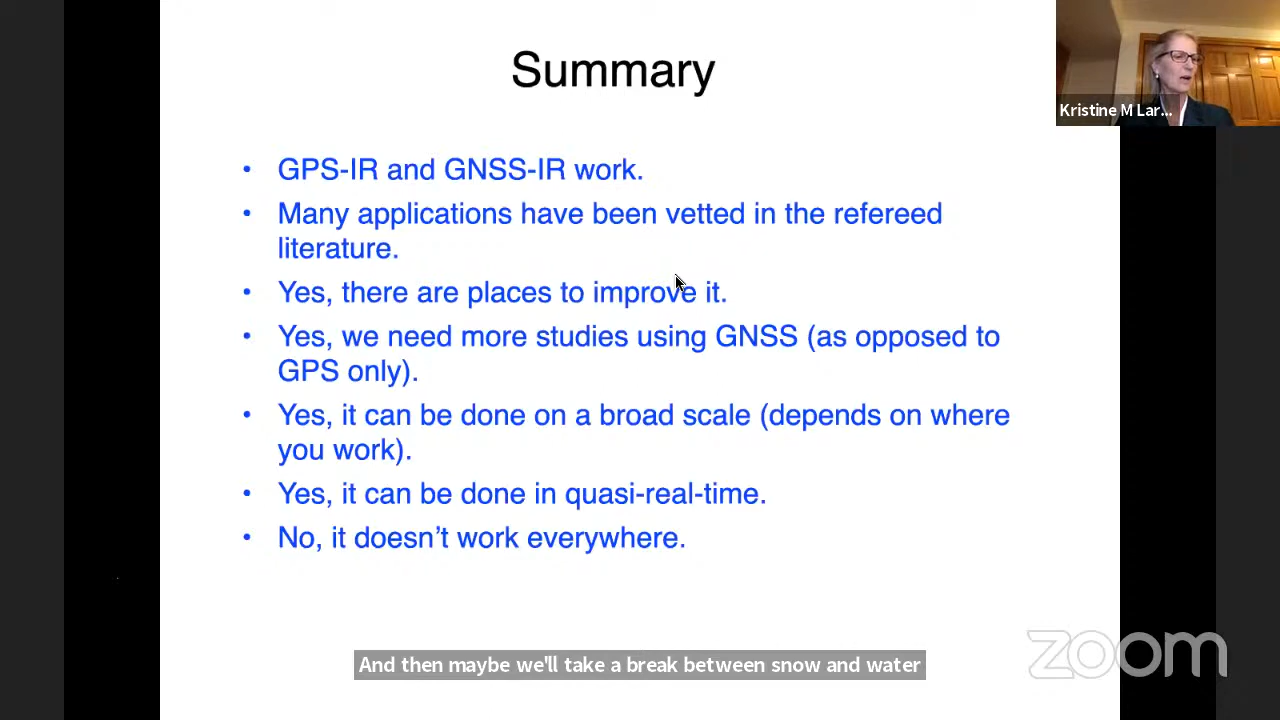 Summary
Kristine M Lar...
• GPS-IR and GNSS-IR work.
• Many applications have been vetted in the refereed
literature.
• Yes, there are places to improve it.
• Yes, we need more studies using GNSS (as opposed to
GPS only).
• Yes, it can be done on a broad scale (depends on where
you work).
• Yes, it can be done in quasi-real-time.
• No, it doesn’t work everywhere.
And then maybe we'll take a break between snow and water
zoom